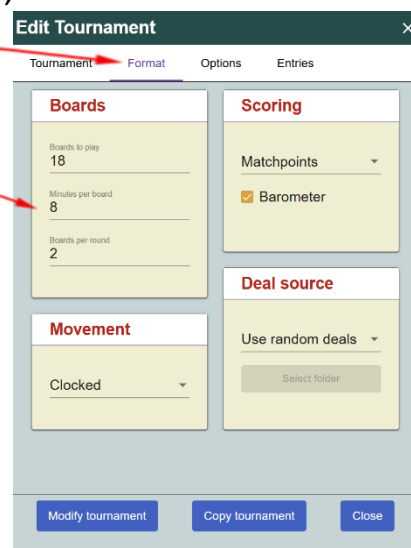 Edit Tournament ×
Tournament Format Options Entries
Boards
Boards to play
18
Minutes per board
8
Boards per round
2
Scoring
Matchpoints
Barometer
Movement
Clocked
Deal source
Use random deals
Select folder
Modify tournament Copy tournament Close